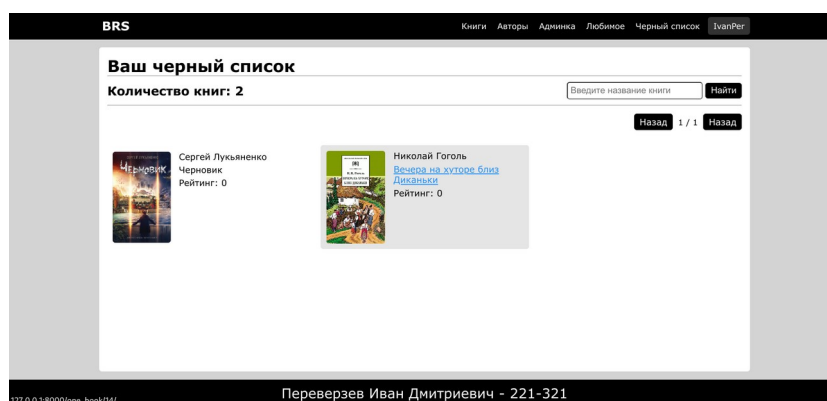 BRS
Книги Авторы Админка Любимое Черный список IvanPer
Ваш черный список
Количество книг: 2
Введите название книги Найти
Назад 1 / 1 Назад
Сергей Лукьяненко
Черновик
Рейтинг: 0
ЧЕРНОВИК
Николай Гоголь
Вечера на хуторе близ
Диканьки
Рейтинг: 0
Переверзев Иван Дмитриевич - 221-321
127.0.0.1:8000/one_book/14/